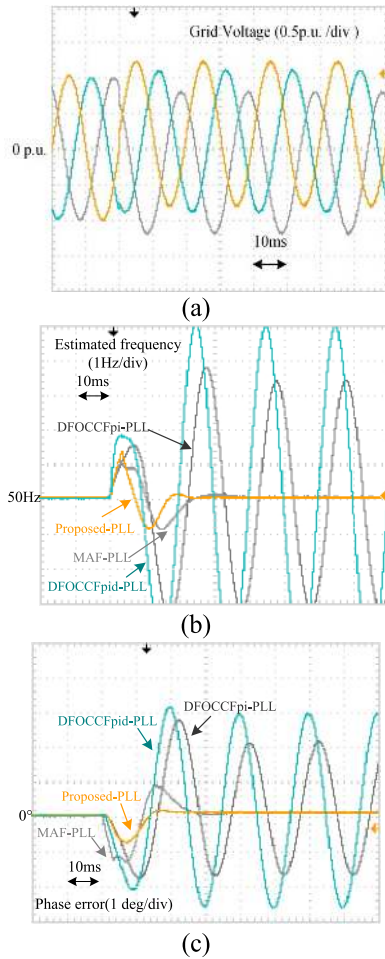 Grid Voltage (0.5p.u. /div )
0 p.u.
10ms
(a)
Estimated frequency
(1Hz/div)
10ms
DFOCCFpi-PLL
50Hz
Proposed-PLL
MAF-PLL
DFOCCFpid-PLL
(b)
DFOCCFpi-PLL
DFOCCFpid-PLL
Proposed-PLL
0°
MAF-PLL
10ms
Phase error(1 deg/div)
(c)